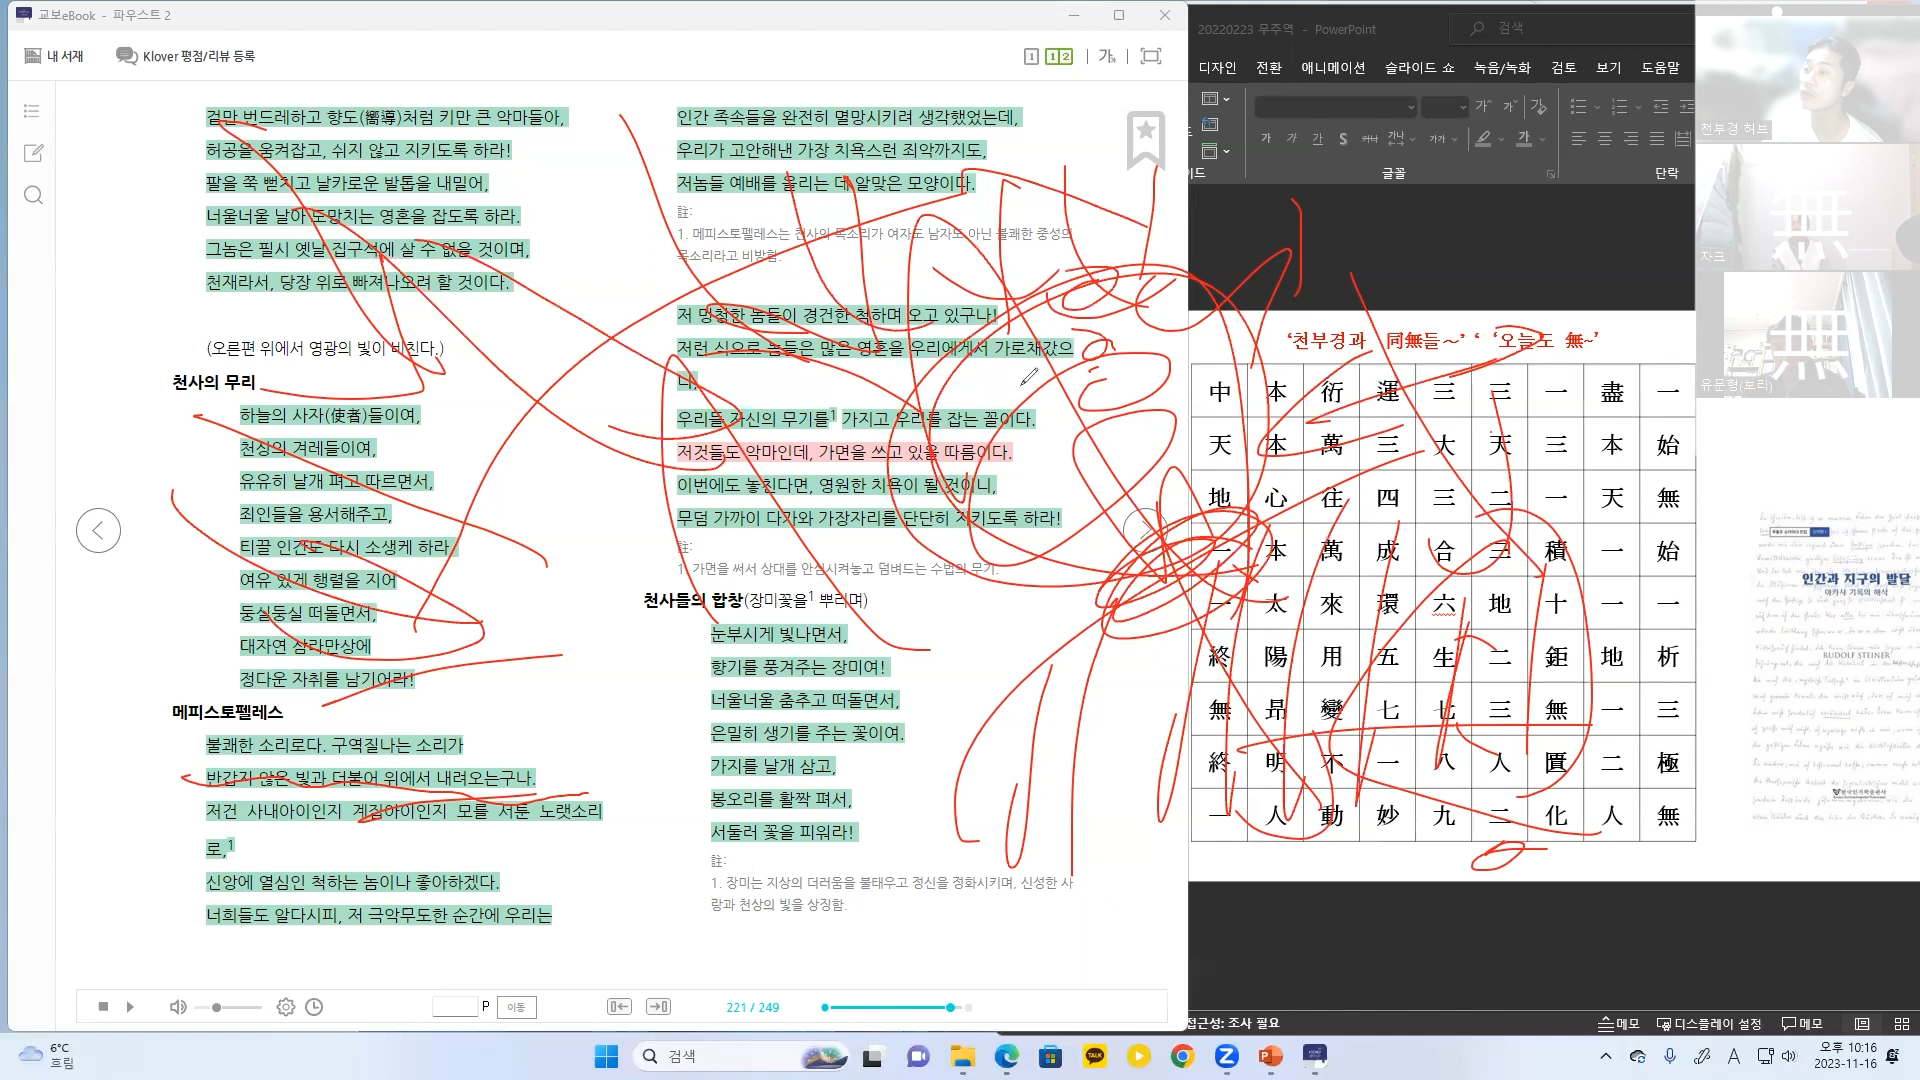 교보eBook - 파우스트 2
내 서재
Klover 평점/리뷰 등록
겉만 번드레하고 향도(嚮導)처럼 키만 큰 악마들아,
허공을 움켜잡고, 쉬지 않고 지키도록 하라!
팔을 쭉 뻗치고 날카로운 발톱을 내밀어,
너울너울 날아 도망치는 영혼을 잡도록 하라.
그놈은 필시 옛날 집구석에 살 수 없을 것이며,
천재라서, 당장 위로 빠져나오려 할 것이다.
(오른편 위에서 영광의 빛이 비친다.)
천사의 무리
하늘의 사자(使者)들이여,
천상의 겨레들이여,
유유히 날개 펴고 따르면서,
죄인들을 용서해주고,
티끌 인간도 다시 소생케 하라.
여유 있게 행렬을 지어
둥실둥실 떠돌면서,
대자연 삼라만상에
정다운 자취를 남기어라!
메피스토펠레스
불쾌한 소리로다. 구역질나는 소리가
반갑지 않은 빛과 더불어 위에서 내려오는구나.
저건 사내아이인지 계집아이인지 모를 서툰 노랫소리
로,1
신앙에 열심인 척하는 놈이나 좋아하겠다.
너희들도 알다시피, 저 극악무도한 순간에 우리는
인간 족속들을 완전히 멸망시키려 생각했었는데,
우리가 고안해낸 가장 치욕스런 죄악까지도,
저놈들 예배를 올리는 데 알맞은 모양이다.
註:
1. 메피스토펠레스는 천사의 목소리가 여자도 남자도 아닌 불쾌한 중성의
목소리라고 비방함.
저 멍청한 놈들이 경건한 척하며 오고 있구나!
저런 식으로 놈들은 많은 영혼을 우리에게서 가로채갔으
니,
우리들 자신의 무기를1 가지고 우리를 잡는 꼴이다.
저것들도 악마인데, 가면을 쓰고 있을 따름이다.
이번에도 놓친다면, 영원한 치욕이 될 것이니,
무덤 가까이 다가와 가장자리를 단단히 지키도록 하라!
註:
1. 가면을 써서 상대를 안심시켜놓고 덤벼드는 수법의 무기.
천사들의 합창(장미꽃을1 뿌리며)
눈부시게 빛나면서,
향기를 풍겨주는 장미여!
너울너울 춤추고 떠돌면서,
은밀히 생기를 주는 꽃이여.
가지를 날개 삼고,
봉오리를 활짝 펴서,
서둘러 꽃을 피워라!
註:
1. 장미는 지상의 더러움을 불태우고 정신을 정화시키며, 신성한 사
랑과 천상의 빛을 상징함.
P 이동
221 / 249
20220223 무주역 - PowerPoint
검색
디자인 전환 애니메이션 슬라이드 쇼 녹음/녹화 검토 보기 도움말
글꼴
단락
‘천부경과 同無들～’ ‘ ‘오늘도 無~’
中 本 衍 運 三 三 一 盡 一
天 本 萬 三 大 天 三 本 始
地 心 往 四 三 二 一 天 無
一 本 萬 成 合 三 積 一 始
一 太 來 環 六 地 十 一 一
終 陽 用 五 生 二 鉅 地 析
無 昻 變 七 七 三 無 一 三
終 明 不 一 八 人 匱 二 極
一 人 動 妙 九 二 化 人 無
천부경 허브
無
자크
無
유문형(보리)
인간과 지구의 발달
아카샤 기록의 해석
RUDOLF STEINER
접근성: 조사 필요
메모 디스플레이 설정 메모
6°C
흐림
검색
오후 10:16
2023-11-16